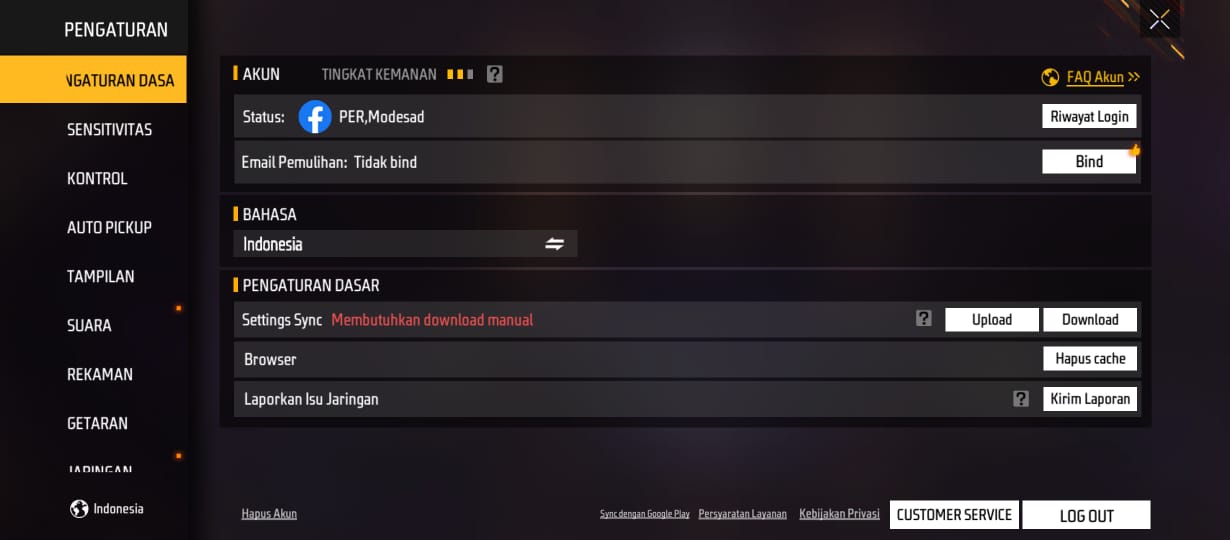 PENGATURAN
NGATURAN DASA
SENSITIVITAS
KONTROL
AUTO PICKUP
TAMPILAN
SUARA
REKAMAN
GETARAN
JARINGAN
Indonesia
AKUN TINGKAT KEMANAN ? FAQ Akun >>
Status: PER,Modesad Riwayat Login
Email Pemulihan: Tidak bind Bind
BAHASA
Indonesia
PENGATURAN DASAR
Settings Sync Membutuhkan download manual ? Upload Download
Browser Hapus cache
Laporkan Isu Jaringan ? Kirim Laporan
Hapus Akun Sync dengan Google Play Persyaratan Layanan Kebijakan Privasi CUSTOMER SERVICE LOG OUT